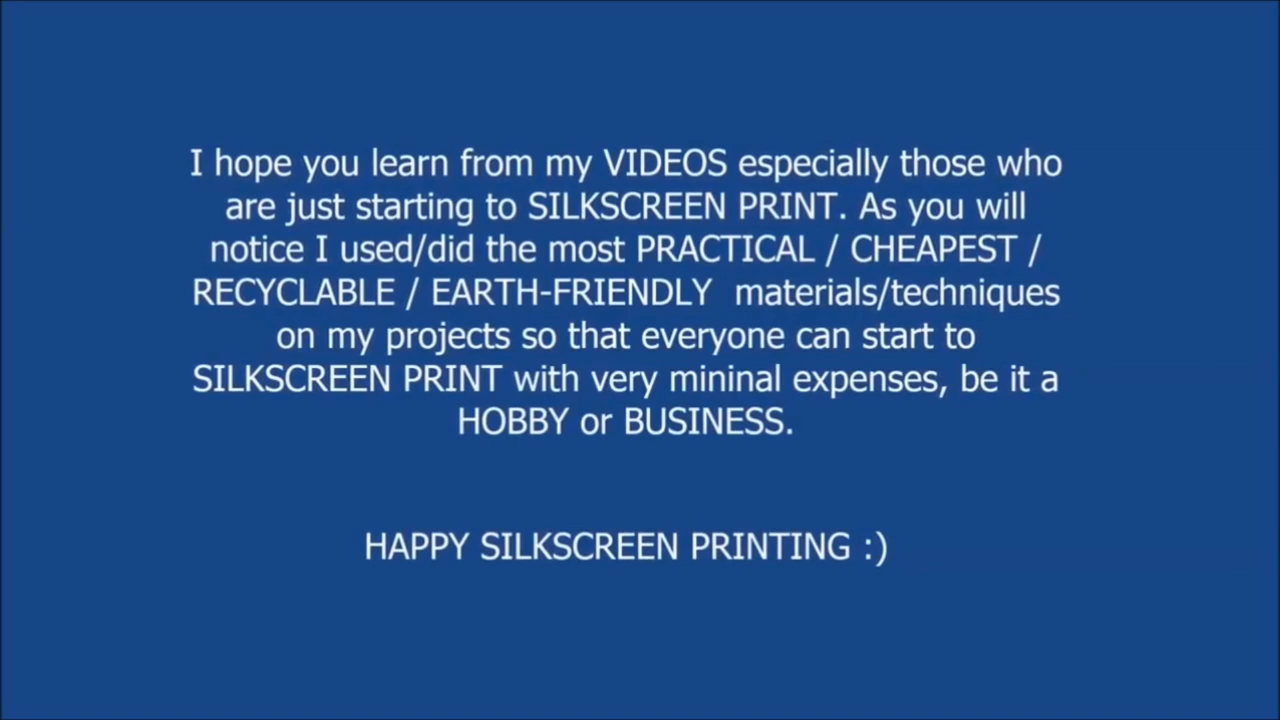 I hope you learn from my VIDEOS especially those who
are just starting to SILKSCREEN PRINT. As you will
notice I used/did the most PRACTICAL / CHEAPEST /
RECYCLABLE / EARTH-FRIENDLY  materials/techniques
on my projects so that everyone can start to
SILKSCREEN PRINT with very mininal expenses, be it a
HOBBY or BUSINESS.
HAPPY SILKSCREEN PRINTING :)